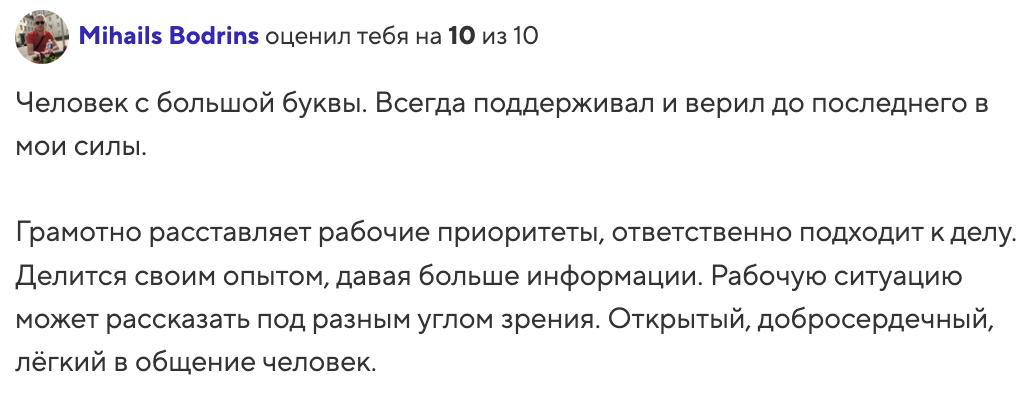 Mihails Bodrins оценил тебя на 10 из 10
Человек с большой буквы. Всегда поддерживал и верил до последнего в
мои силы.
Грамотно расставляет рабочие приоритеты, ответственно подходит к делу.
Делится своим опытом, давая больше информации. Рабочую ситуацию
может рассказать под разным углом зрения. Открытый, добросердечный,
лёгкий в общение человек.